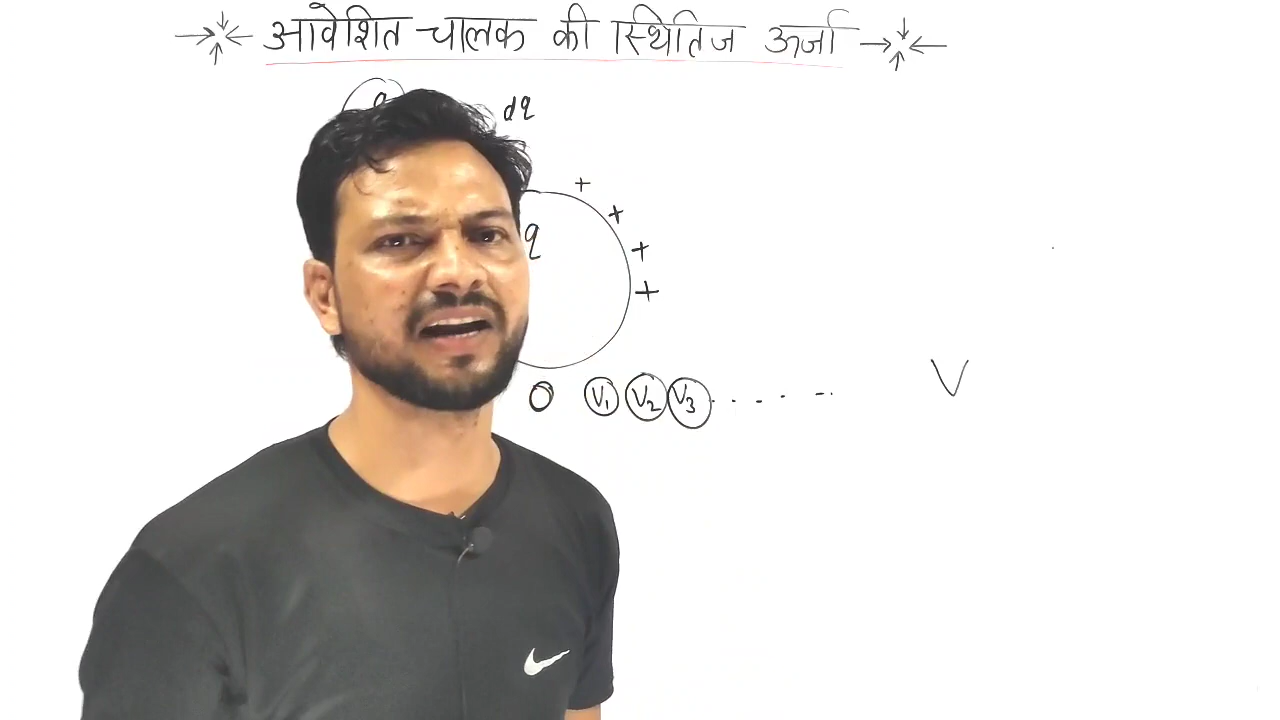 आवेशित चालक की स्थितिज ऊर्जा
q dq
+
+
q +
+
0 V₁ V₂ V₃ . . . . . . V